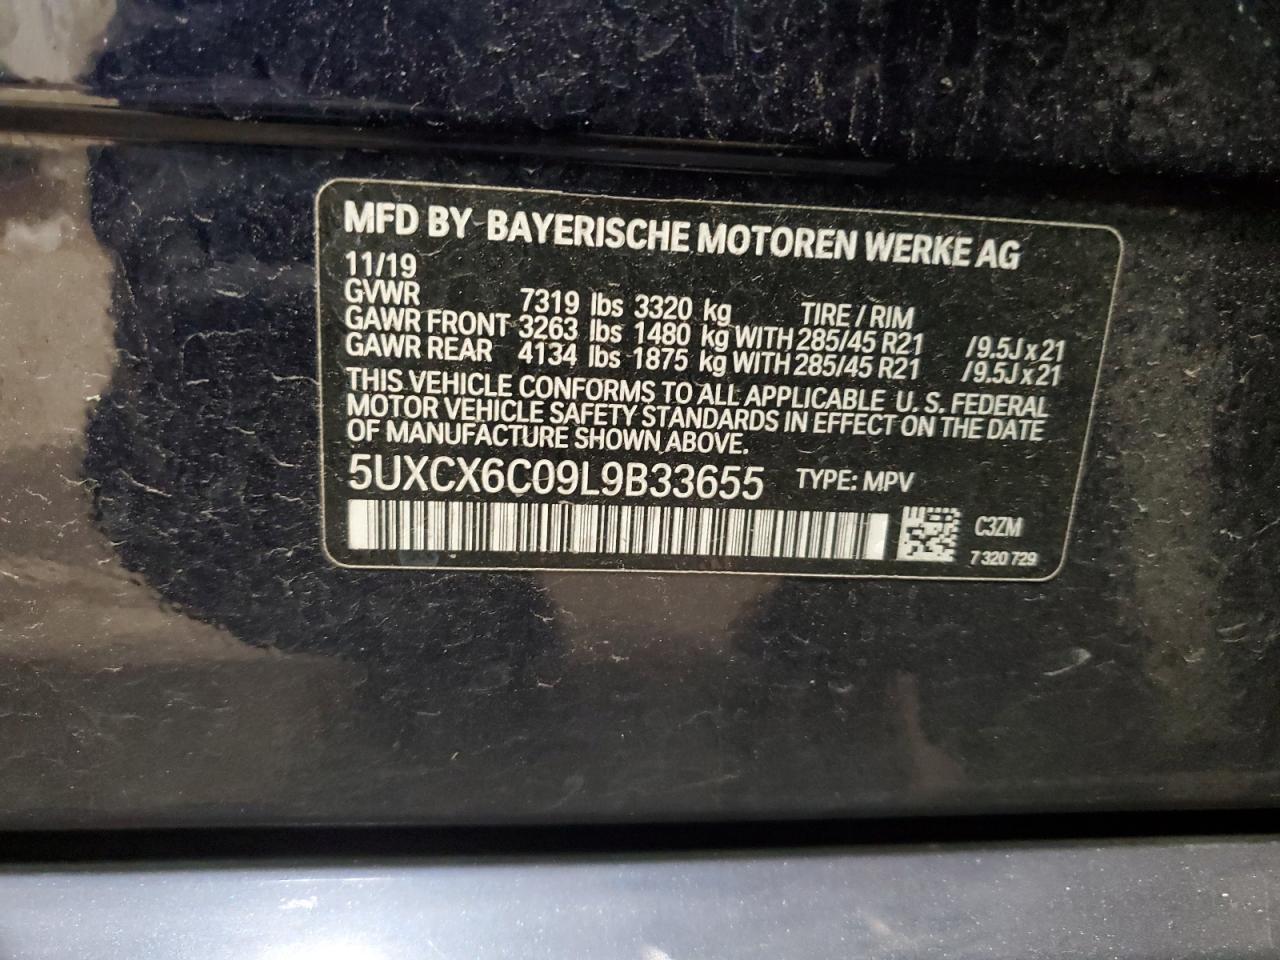 MFD BY BAYERISCHE MOTOREN WERKE AG
11/19
GVWR 7319 lbs 3320 kg TIRE / RIM
GAWR FRONT 3263 lbs 1480 kg WITH 285/45 R21 /9.5J x 21
GAWR REAR 4134 lbs 1875 kg WITH 285/45 R21 /9.5J x 21
THIS VEHICLE CONFORMS TO ALL APPLICABLE U. S. FEDERAL
MOTOR VEHICLE SAFETY STANDARDS IN EFFECT ON THE DATE
OF MANUFACTURE SHOWN ABOVE.
5UXCX6C09L9B33655 TYPE: MPV
C3ZM
7 320 729